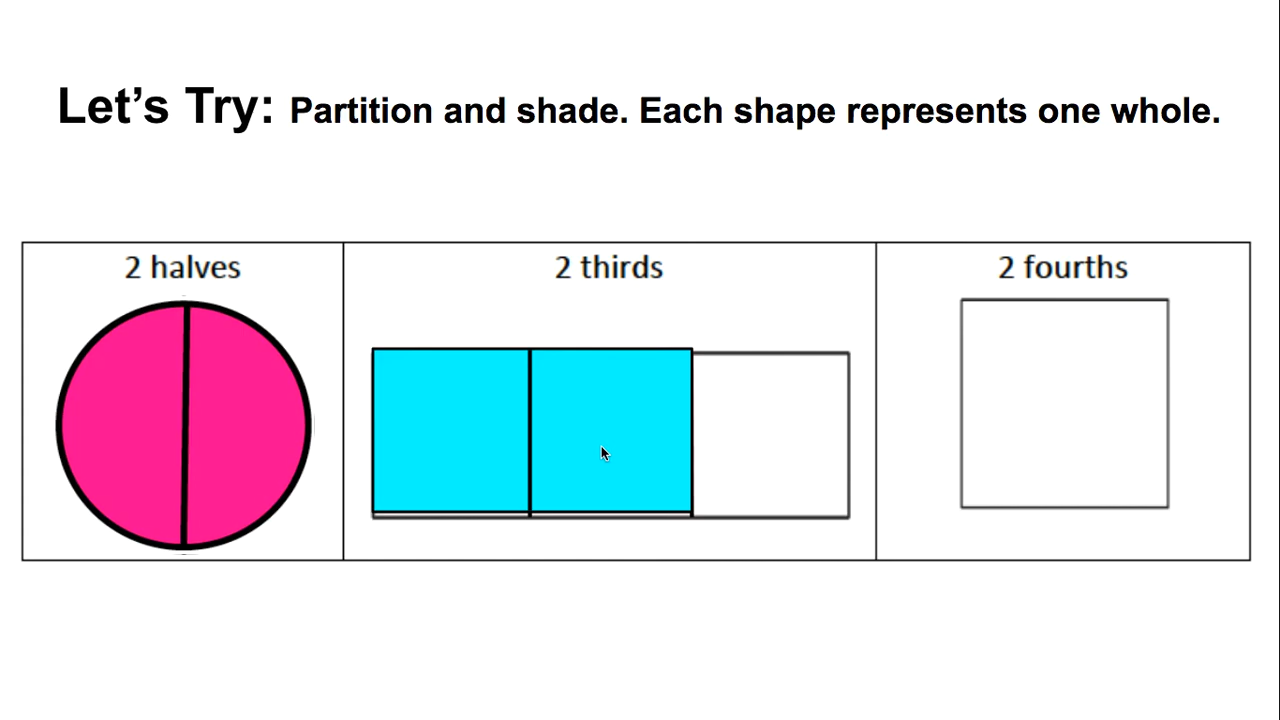 Let’s Try: Partition and shade. Each shape represents one whole.
2 halves
2 thirds
2 fourths